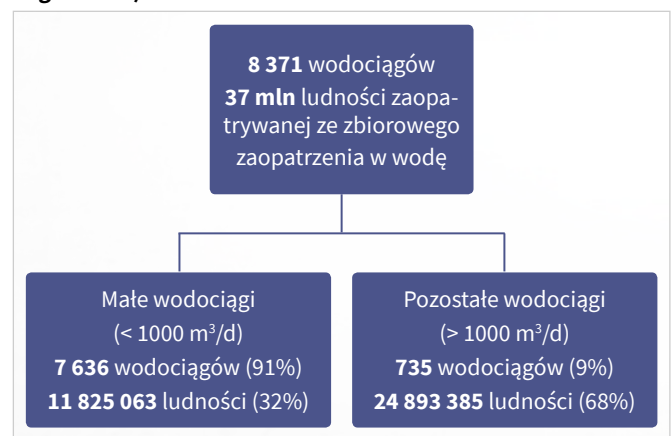 8 371 wodociągów
37 mln ludności zaopa-
trywanej ze zbiorowego
zaopatrzenia w wodę
Małe wodociągi
(< 1000 m³/d)
7 636 wodociągów (91%)
11 825 063 ludności (32%)
Pozostałe wodociągi
(> 1000 m³/d)
735 wodociągów (9%)
24 893 385 ludności (68%)